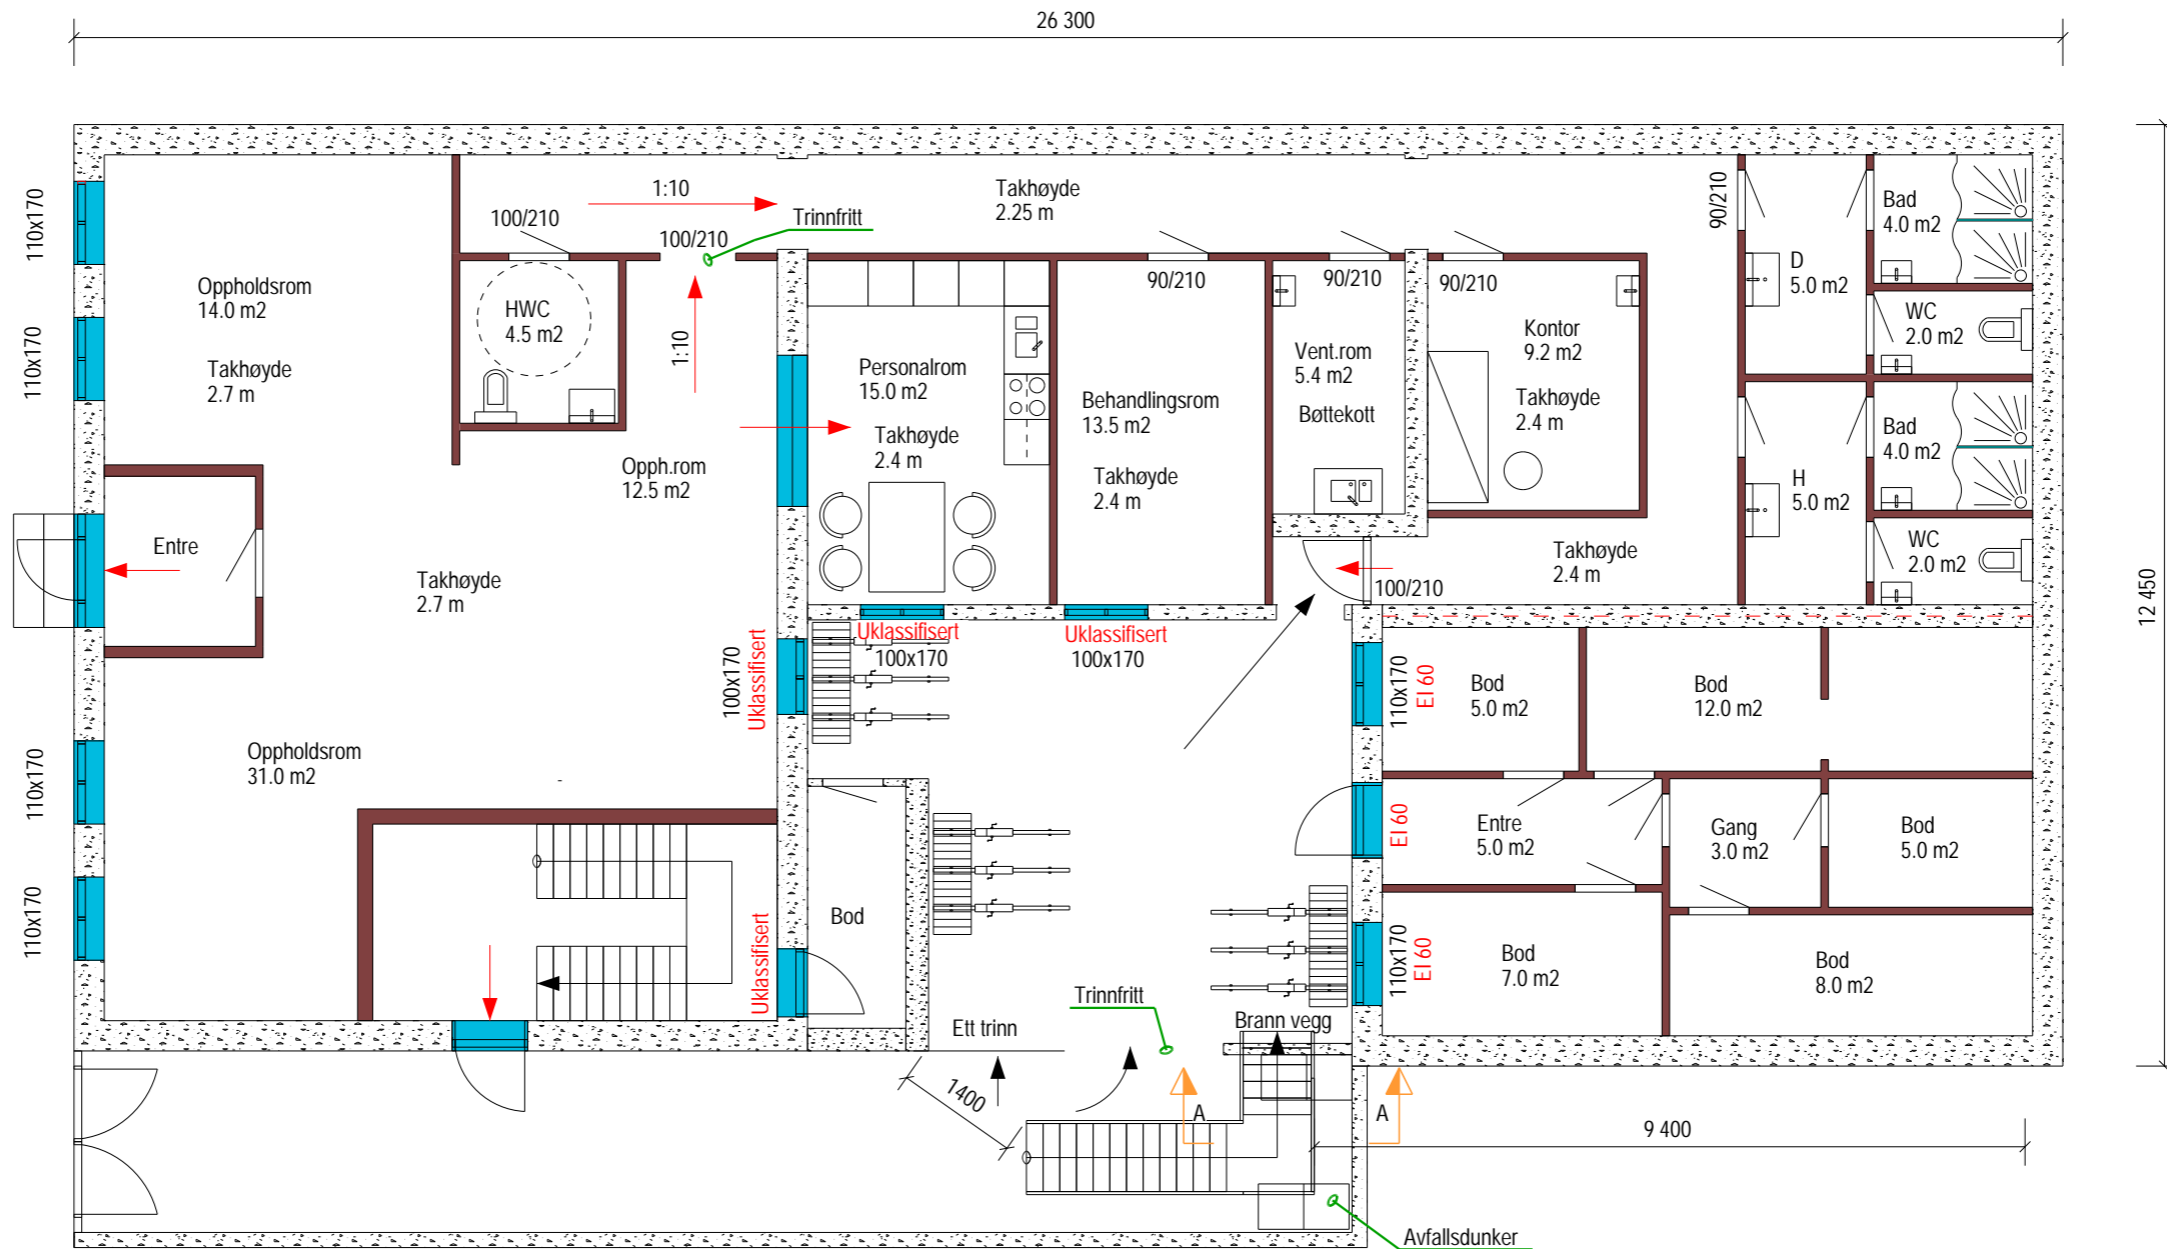 26 300
110x170
110x170
110x170
110x170
12 450
1:10
100/210
100/210
Trinnfritt
1:10
Takhøyde
2.25 m
Oppholdsrom
14.0 m2
Takhøyde
2.7 m
HWC
4.5 m2
Opph.rom
12.5 m2
Personalrom
15.0 m2
Takhøyde
2.4 m
90/210
Behandlingsrom
13.5 m2
Takhøyde
2.4 m
90/210
Vent.rom
5.4 m2
Bøttekott
90/210
Kontor
9.2 m2
Takhøyde
2.4 m
90/210
D
5.0 m2
Bad
4.0 m2
WC
2.0 m2
H
5.0 m2
Bad
4.0 m2
WC
2.0 m2
Entre
Takhøyde
2.7 m
Takhøyde
2.4 m
100/210
Uklassifisert
100x170
Uklassifisert
100x170
100x170
Uklassifisert
Oppholdsrom
31.0 m2
110x170
EI 60
Bod
5.0 m2
Bod
12.0 m2
EI 60
Entre
5.0 m2
Gang
3.0 m2
Bod
5.0 m2
Uklassifisert
Bod
110x170
EI 60
Bod
7.0 m2
Bod
8.0 m2
Trinnfritt
Ett trinn
Brann vegg
1400
A
A
9 400
Avfallsdunker